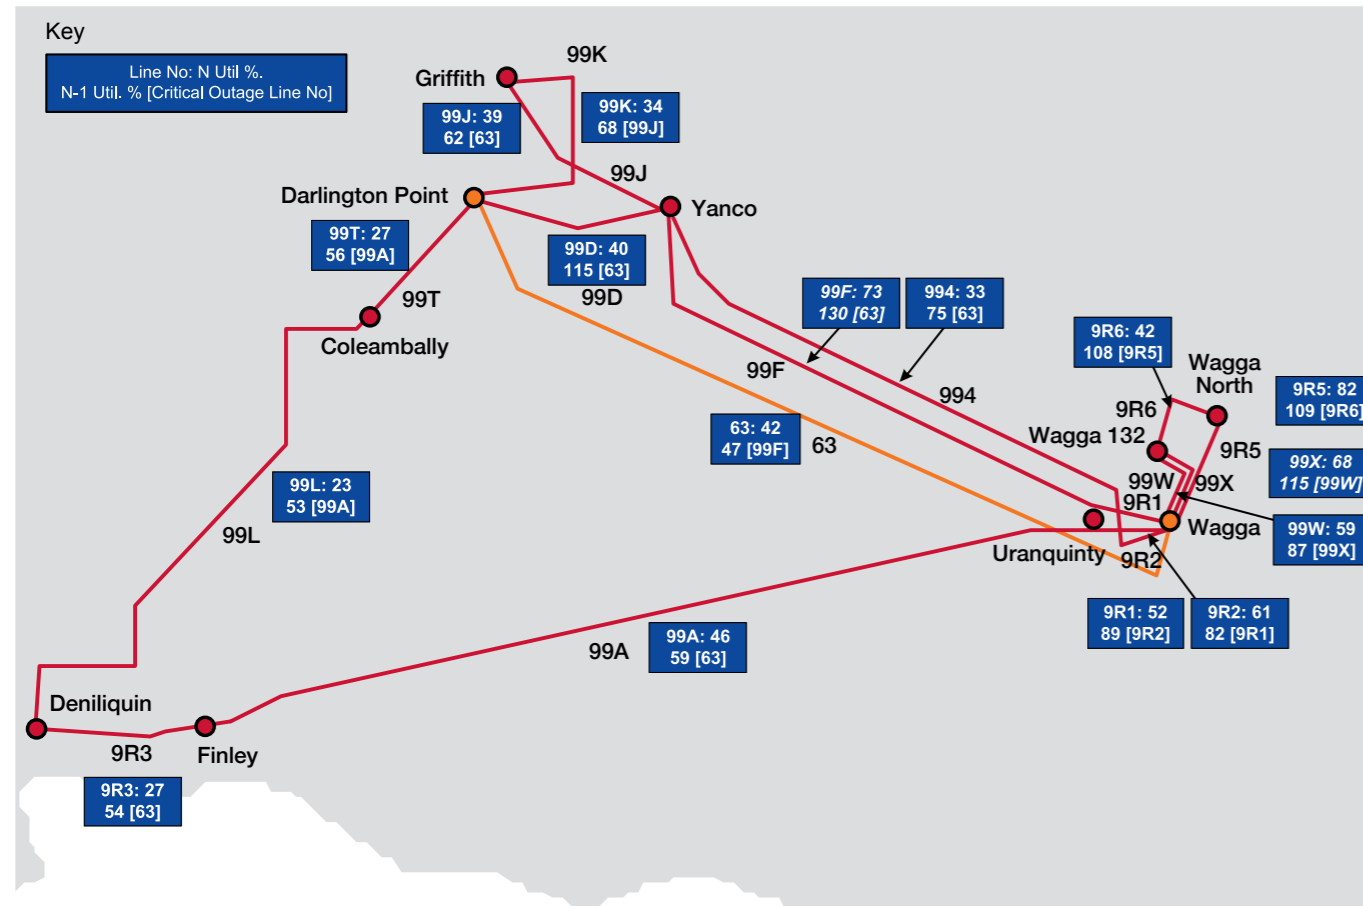 Key
Line No: N Util %.
N-1 Util. % [Critical Outage Line No]
99K
Griffith
99J: 39
62 [63]
99K: 34
68 [99J]
99J
Darlington Point
Yanco
99T: 27
56 [99A]
99D: 40
115 [63]
99D
99T
Coleambally
99F: 73
130 [63]
994: 33
75 [63]
99F
994
9R6: 42
108 [9R5]
Wagga
North
9R5: 82
109 [9R6]
9R6
Wagga 132
9R5
63: 42
47 [99F]
63
99X: 68
115 [99W]
99W
99X
9R1
99L: 23
53 [99A]
99L
Wagga
Uranquinty
9R2
99W: 59
87 [99X]
9R1: 52
89 [9R2]
9R2: 61
82 [9R1]
99A
99A: 46
59 [63]
Deniliquin
9R3
Finley
9R3: 27
54 [63]